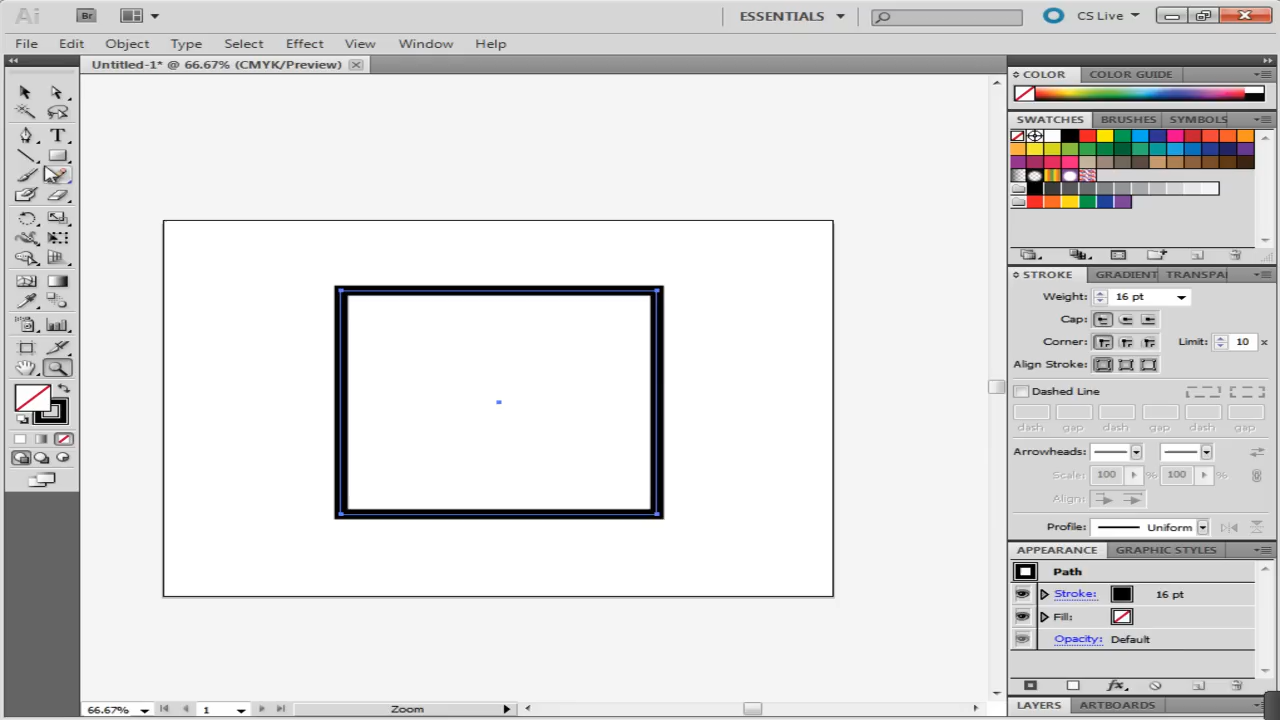 Ai Br ESSENTIALS CS Live
File Edit Object Type Select Effect View Window Help
Untitled-1* @ 66.67% (CMYK/Preview)
COLOR COLOR GUIDE
SWATCHES BRUSHES SYMBOLS
STROKE GRADIENT TRANSPA
Weight: 16 pt
Cap:
Corner: Limit: 10 x
Align Stroke:
Dashed Line
dash gap dash gap dash gap
Arrowheads:
Scale: 100 % 100 %
Align:
Profile: Uniform
APPEARANCE GRAPHIC STYLES
Path
Stroke: 16 pt
Fill:
Opacity: Default
fx
LAYERS ARTBOARDS
66.67% 1 Zoom
T